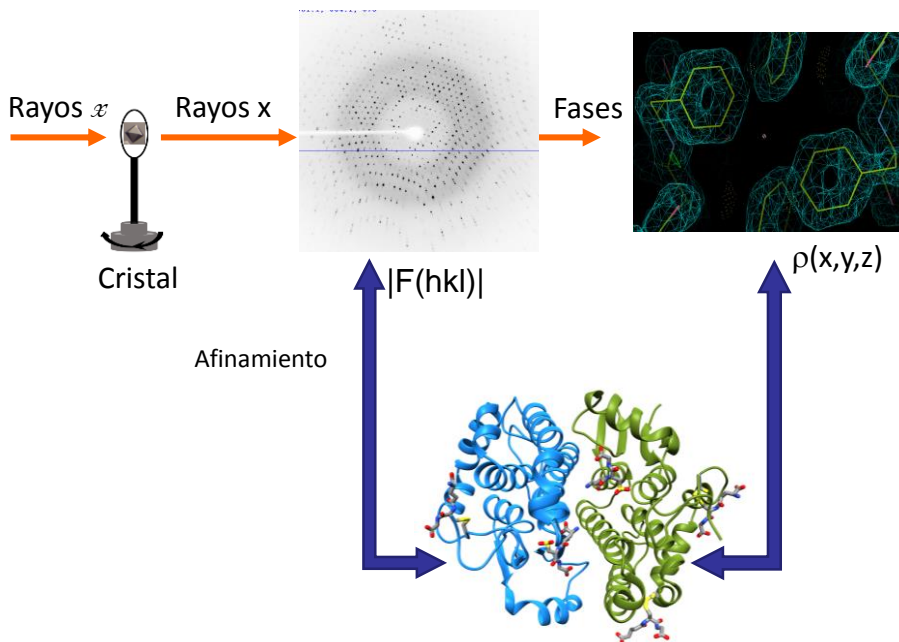 Rayos 𝑥
Rayos x
Fases
Cristal
|F(hkl)|
ρ(x,y,z)
Afinamiento